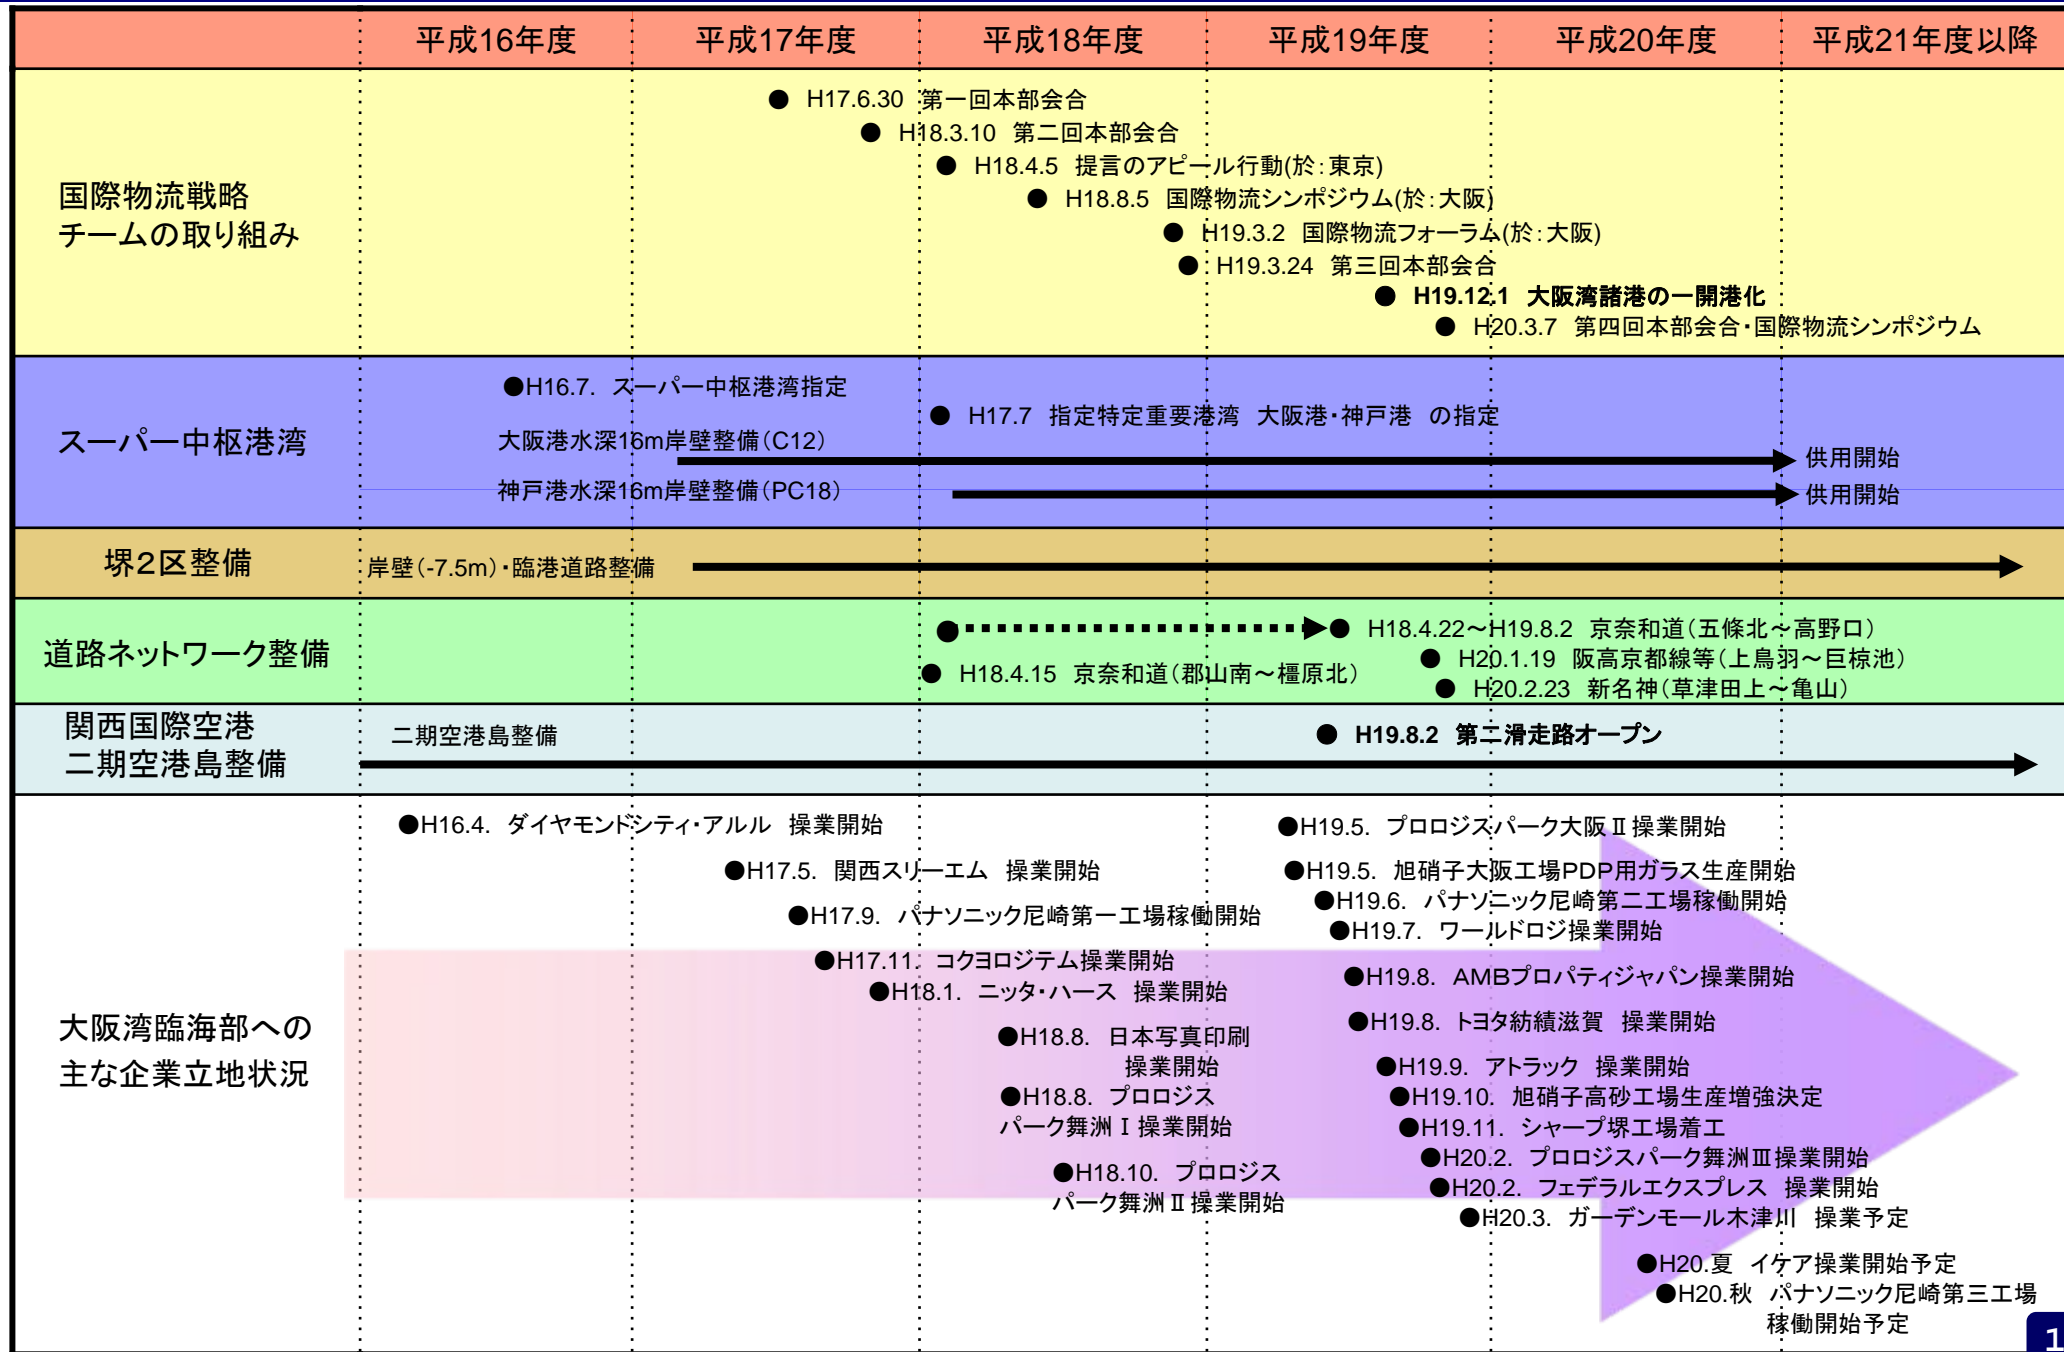 平成16年度
平成17年度
平成18年度
平成19年度
平成20年度
平成21年度以降
国際物流戦略
チームの取り組み
● H17.6.30 第一回本部会合
● H18.3.10 第二回本部会合
● H18.4.5 提言のアピール行動(於:東京)
● H18.8.5 国際物流シンポジウム(於:大阪)
● H19.3.2 国際物流フォーラム(於:大阪)
● H19.3.24 第三回本部会合
● H19.12.1 大阪湾諸港の一開港化
● H20.3.7 第四回本部会合・国際物流シンポジウム
スーパー中枢港湾
●H16.7. スーパー中枢港湾指定
● H17.7 指定特定重要港湾 大阪港・神戸港 の指定
大阪港水深16m岸壁整備(C12)
供用開始
神戸港水深16m岸壁整備(PC18)
供用開始
堺2区整備
岸壁(-7.5m)・臨港道路整備
道路ネットワーク整備
● H18.4.22～H19.8.2 京奈和道(五條北～高野口)
● H18.4.15 京奈和道(郡山南～橿原北)
● H20.1.19 阪高京都線等(上鳥羽～巨椋池)
● H20.2.23 新名神(草津田上～亀山)
関西国際空港
二期空港島整備
二期空港島整備
● H19.8.2 第二滑走路オープン
大阪湾臨海部への
主な企業立地状況
●H16.4. ダイヤモンドシティ・アルル 操業開始
●H17.5. 関西スリーエム 操業開始
●H17.9. パナソニック尼崎第一工場稼働開始
●H17.11. コクヨロジテム操業開始
●H18.1. ニッタ・ハース 操業開始
●H18.8. 日本写真印刷
操業開始
●H18.8. プロロジス
パーク舞洲Ⅰ操業開始
●H18.10. プロロジス
パーク舞洲Ⅱ操業開始
●H19.5. プロロジスパーク大阪Ⅱ操業開始
●H19.5. 旭硝子大阪工場PDP用ガラス生産開始
●H19.6. パナソニック尼崎第二工場稼働開始
●H19.7. ワールドロジ操業開始
●H19.8. AMBプロパティジャパン操業開始
●H19.8. トヨタ紡績滋賀 操業開始
●H19.9. アトラック 操業開始
●H19.10. 旭硝子高砂工場生産増強決定
●H19.11. シャープ堺工場着工
●H20.2. プロロジスパーク舞洲Ⅲ操業開始
●H20.2. フェデラルエクスプレス 操業開始
●H20.3. ガーデンモール木津川 操業予定
●H20.夏 イケア操業開始予定
●H20.秋 パナソニック尼崎第三工場
稼働開始予定
1